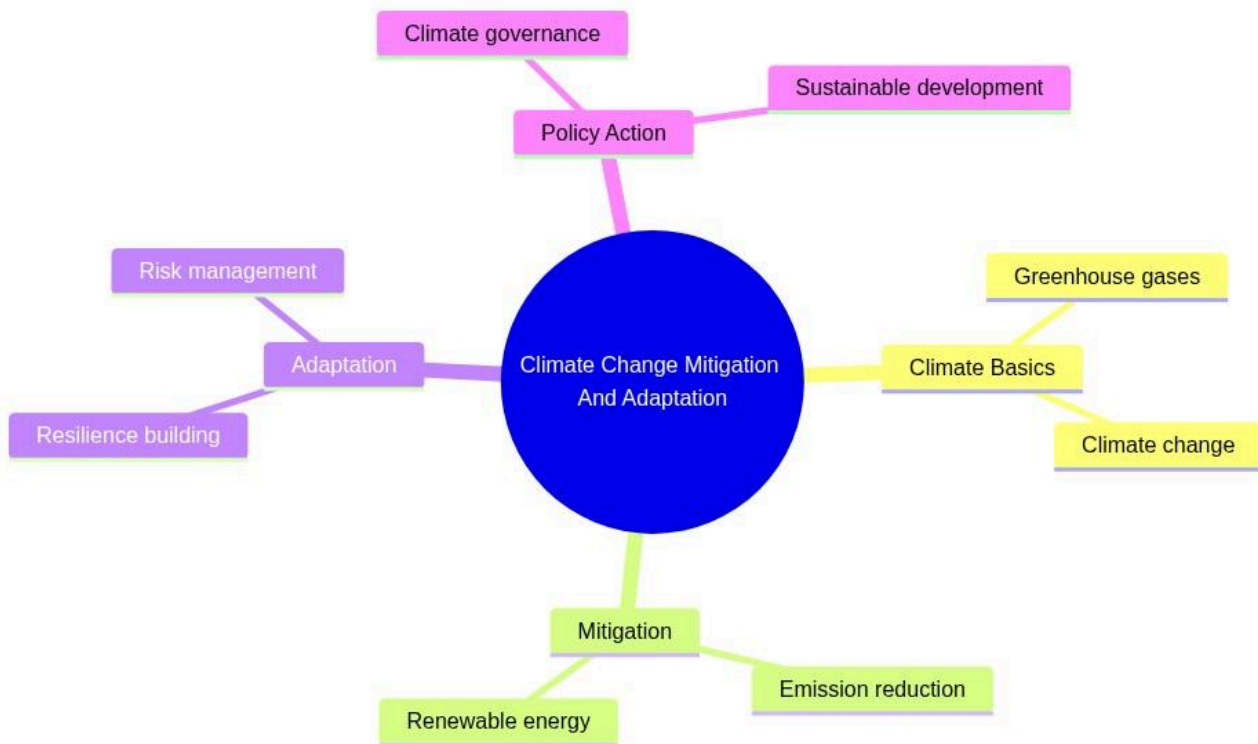 Climate governance
Sustainable development
Policy Action
Risk management
Adaptation
Resilience building
Climate Change Mitigation
And Adaptation
Greenhouse gases
Climate Basics
Climate change
Mitigation
Emission reduction
Renewable energy